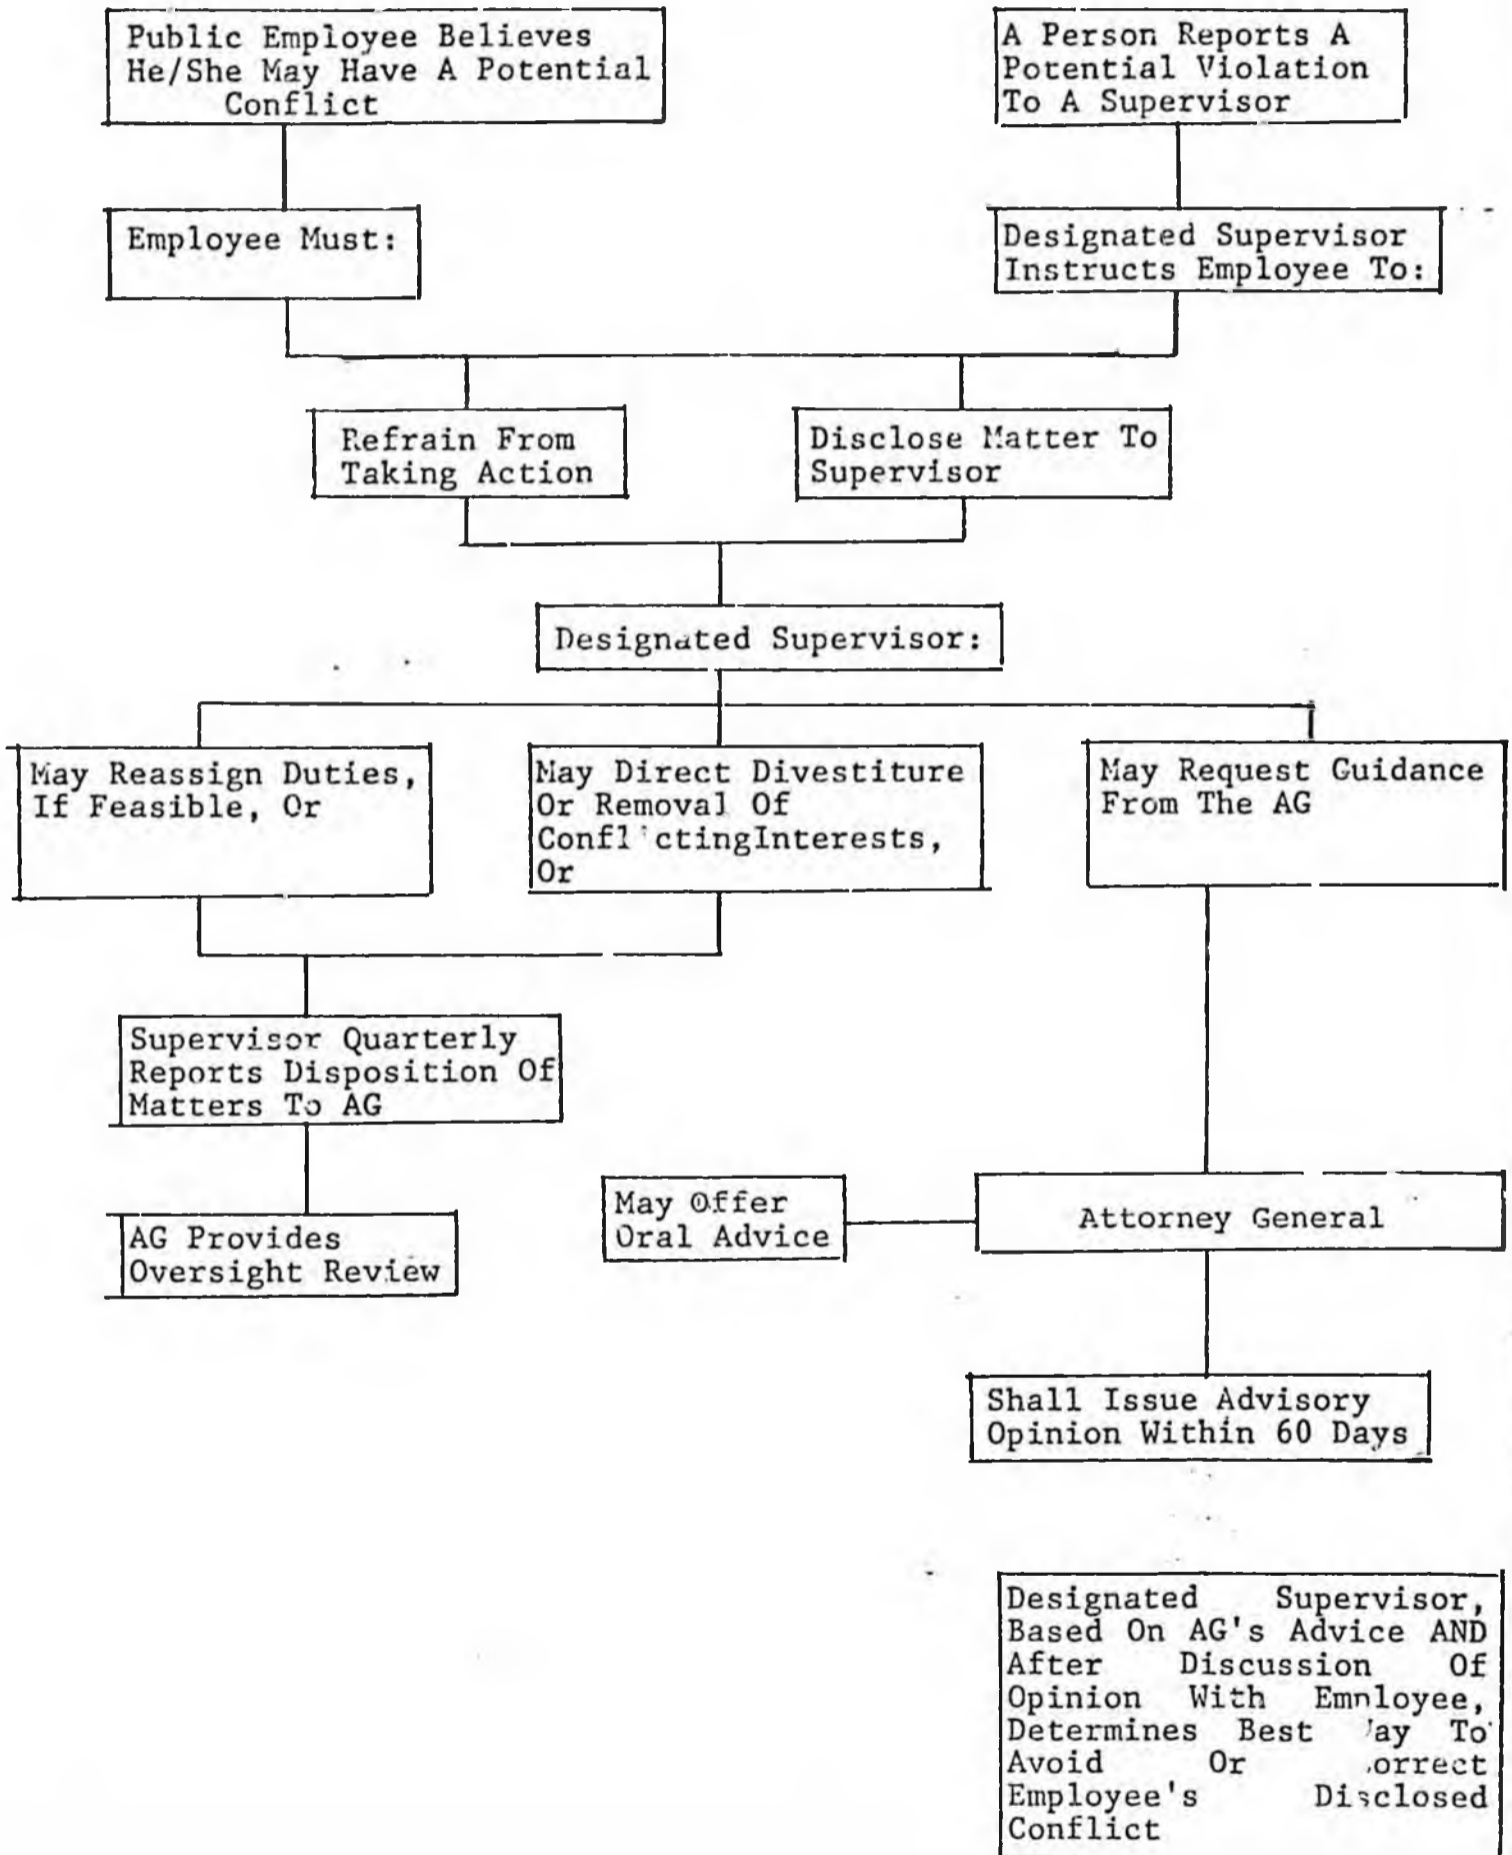 Public Employee Believes
He/She May Have A Potential
Conflict
A Person Reports A
Potential Violation
To A Supervisor
Employee Must:
Designated Supervisor
Instructs Employee To:
Refrain From
Taking Action
Disclose Matter To
Supervisor
Designated Supervisor:
May Reassign Duties,
If Feasible, Or
May Direct Divestiture
Or Removal Of
ConflictingInterests,
Or
May Request Guidance
From The AG
Supervisor Quarterly
Reports Disposition Of
Matters To AG
AG Provides
Oversight Review
May Offer
Oral Advice
Attorney General
Shall Issue Advisory
Opinion Within 60 Days
Designated Supervisor,
Based On AG's Advice AND
After Discussion Of
Opinion With Employee,
Determines Best Way To
Avoid Or Correct
Employee's Disclosed
Conflict